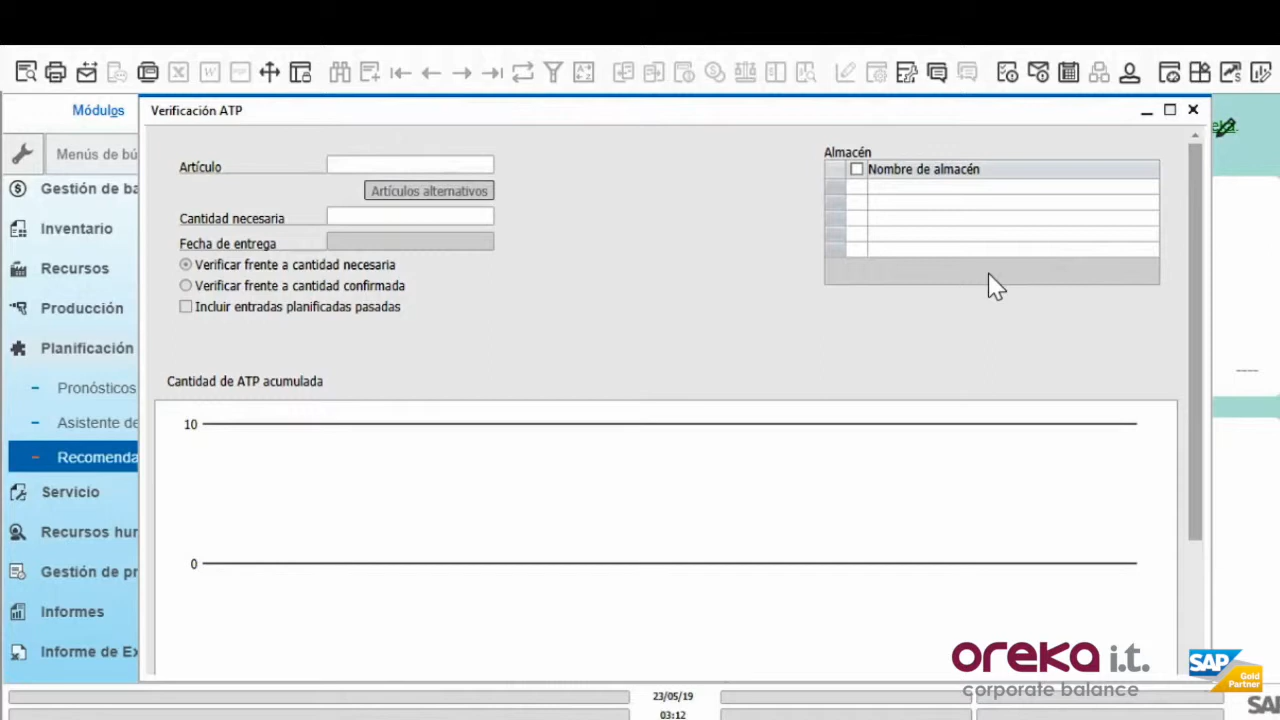 Módulos
Verificación ATP
Menús de bú
Gestión de ba
Inventario
Recursos
Producción
Planificación
Pronósticos
Asistente de
Recomenda
Servicio
Recursos hur
Gestión de pr
Informes
Informe de Ex
Artículo
Artículos alternativos
Cantidad necesaria
Fecha de entrega
Verificar frente a cantidad necesaria
Verificar frente a cantidad confirmada
Incluir entradas planificadas pasadas
Almacén
Nombre de almacén
Cantidad de ATP acumulada
10
0
oreka i.t.
corporate balance
SAP
Gold
Partner
23/05/19
03:12
SA